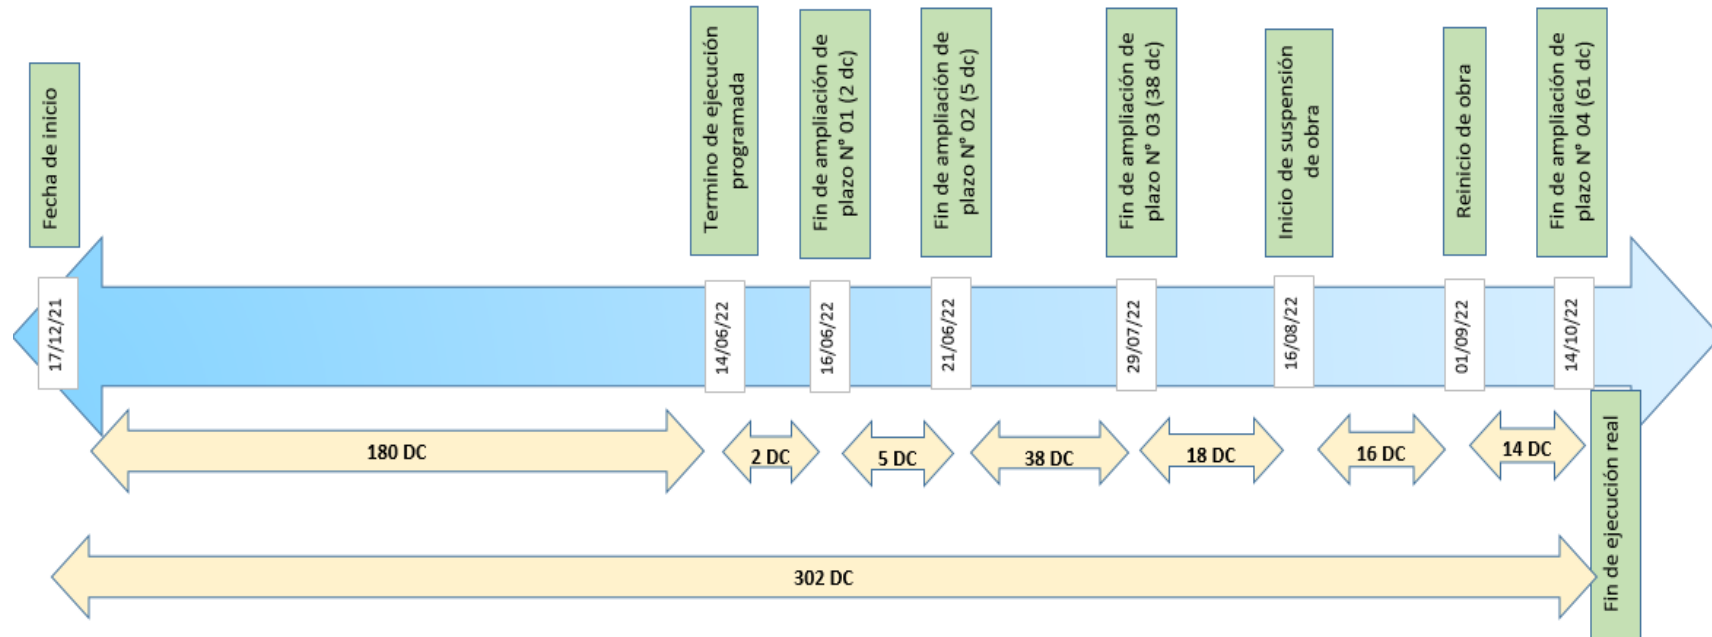 Fecha de inicio
Termino de ejecución
programada
Fin de ampliación de
plazo N° 01 (2 dc)
Fin de ampliación de
plazo N° 02 (5 dc)
Fin de ampliación de
plazo N° 03 (38 dc)
Inicio de suspensión
de obra
Reinicio de obra
Fin de ampliación de
plazo N° 04 (61 dc)
17/12/21
14/06/22
16/06/22
21/06/22
29/07/22
16/08/22
01/09/22
14/10/22
180 DC
2 DC
5 DC
38 DC
18 DC
16 DC
14 DC
302 DC
Fin de ejecución real